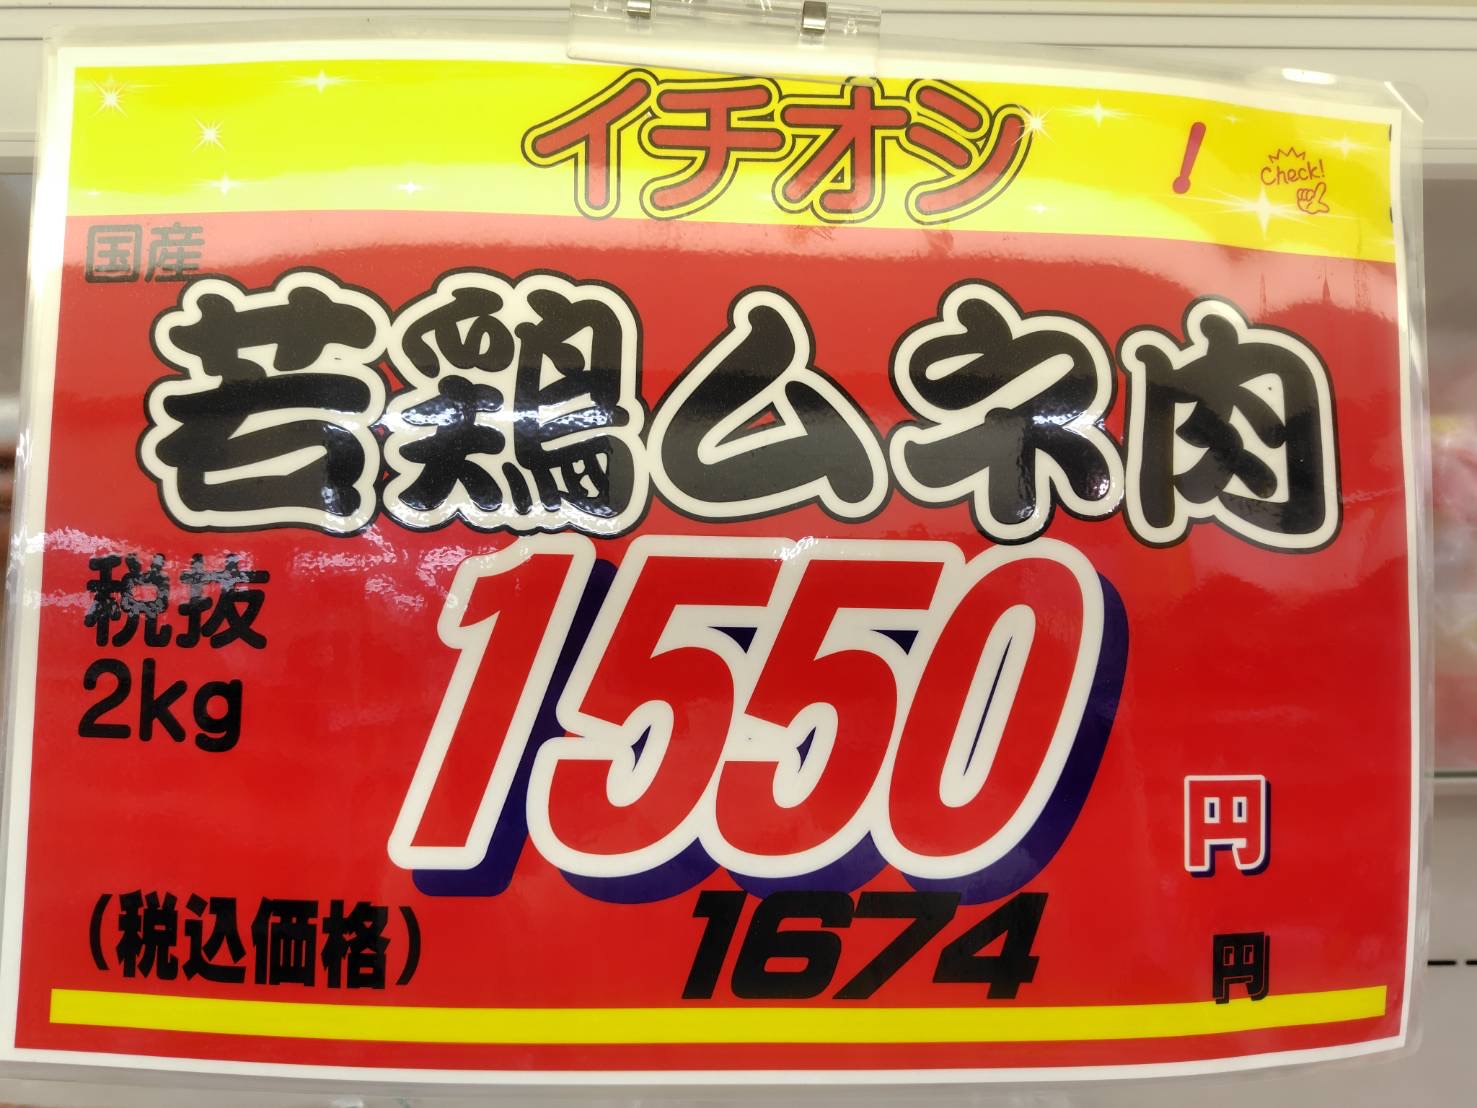 イチオシ !
Check!
国産
若鶏ムネ肉
税抜
2kg
1550 円
(税込価格) 1674 円